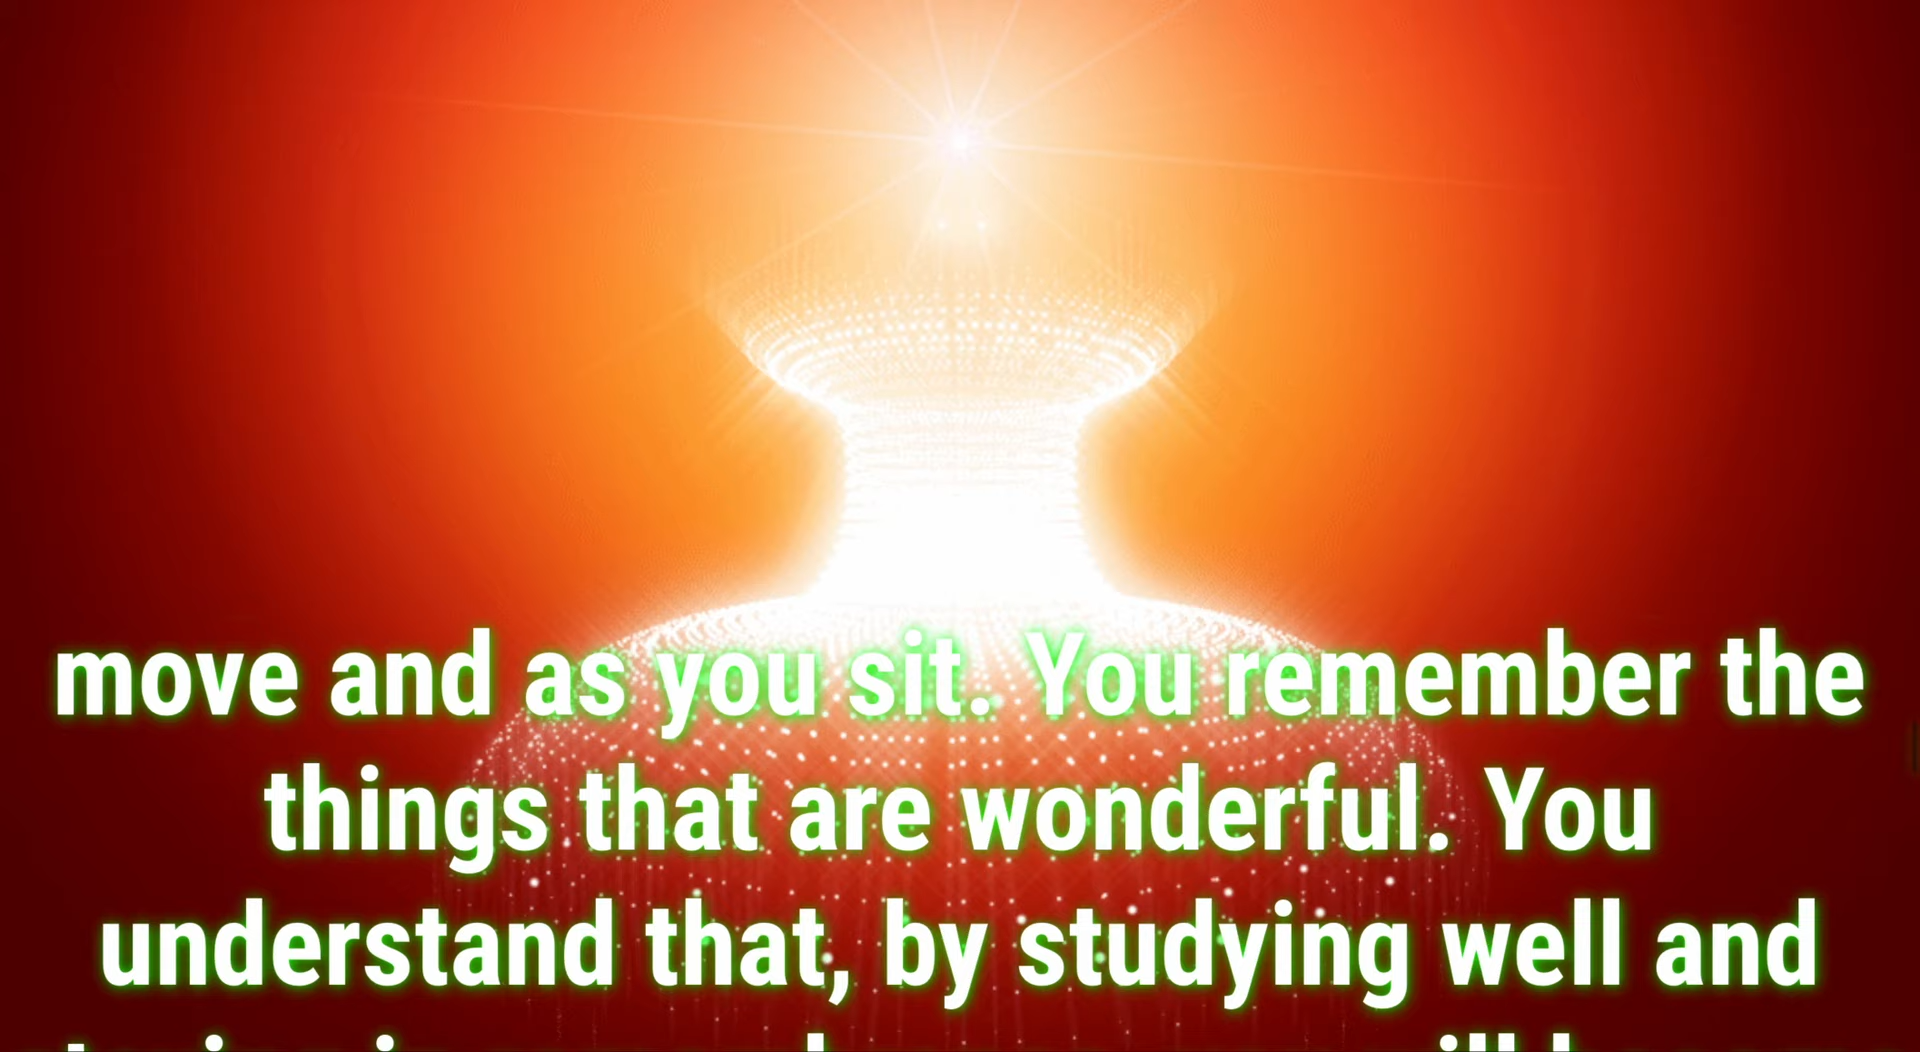 move and as you sit. You remember the
things that are wonderful. You
understand that, by studying well and